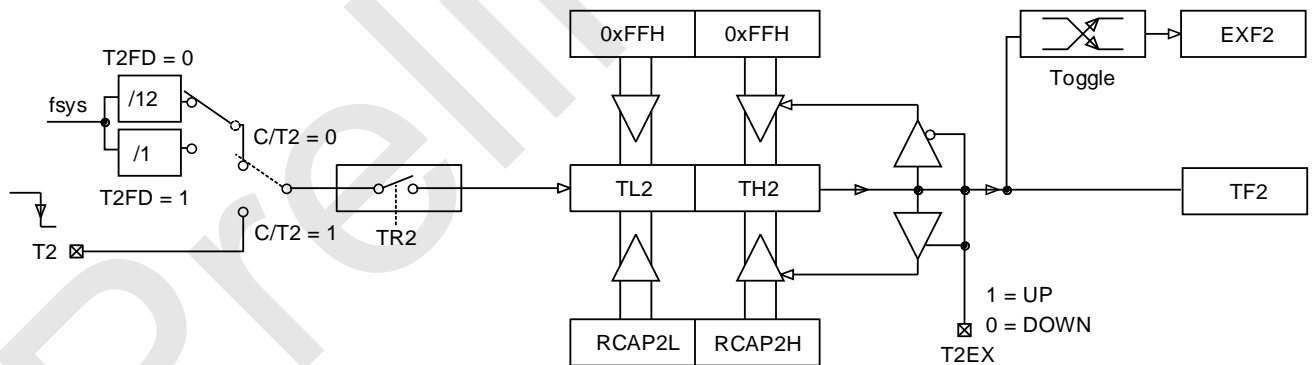 0xFFH 0xFFH
EXF2
Toggle
T2FD = 0
/12
fsys
C/T2 = 0
/1
T2FD = 1
TL2 TH2
TF2
C/T2 = 1
TR2
T2
1 = UP
0 = DOWN
RCAP2L RCAP2H
T2EX
Preli